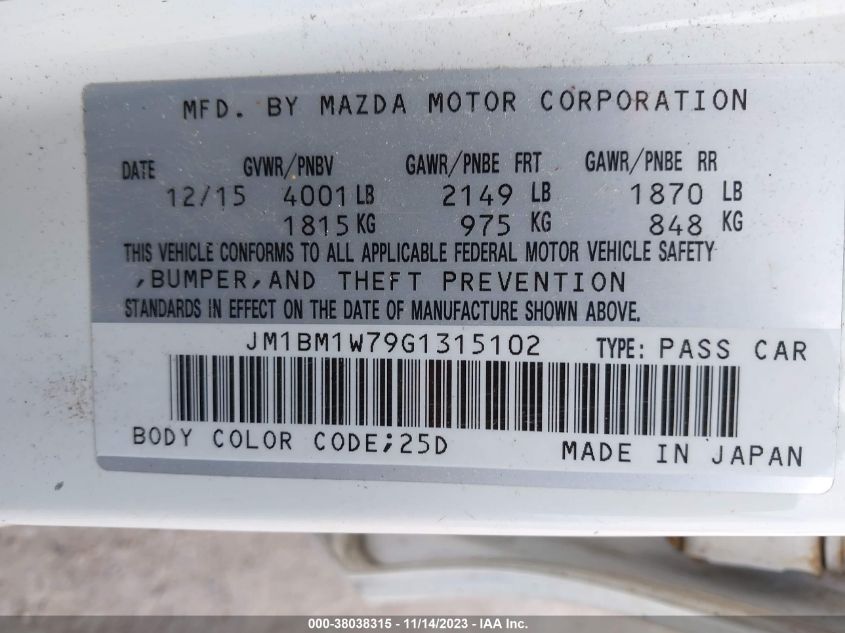 MFD. BY MAZDA MOTOR CORPORATION
DATE GVWR/PNBV GAWR/PNBE FRT GAWR/PNBE RR
12/15 4001 LB 2149 LB 1870 LB
1815 KG 975 KG 848 KG
THIS VEHICLE CONFORMS TO ALL APPLICABLE FEDERAL MOTOR VEHICLE SAFETY
,BUMPER,AND THEFT PREVENTION
STANDARDS IN EFFECT ON THE DATE OF MANUFACTURE SHOWN ABOVE.
JM1BM1W79G1315102 TYPE: PASS CAR
BODY COLOR CODE;25D MADE IN JAPAN
000-38038315 - 11/14/2023 - IAA Inc.